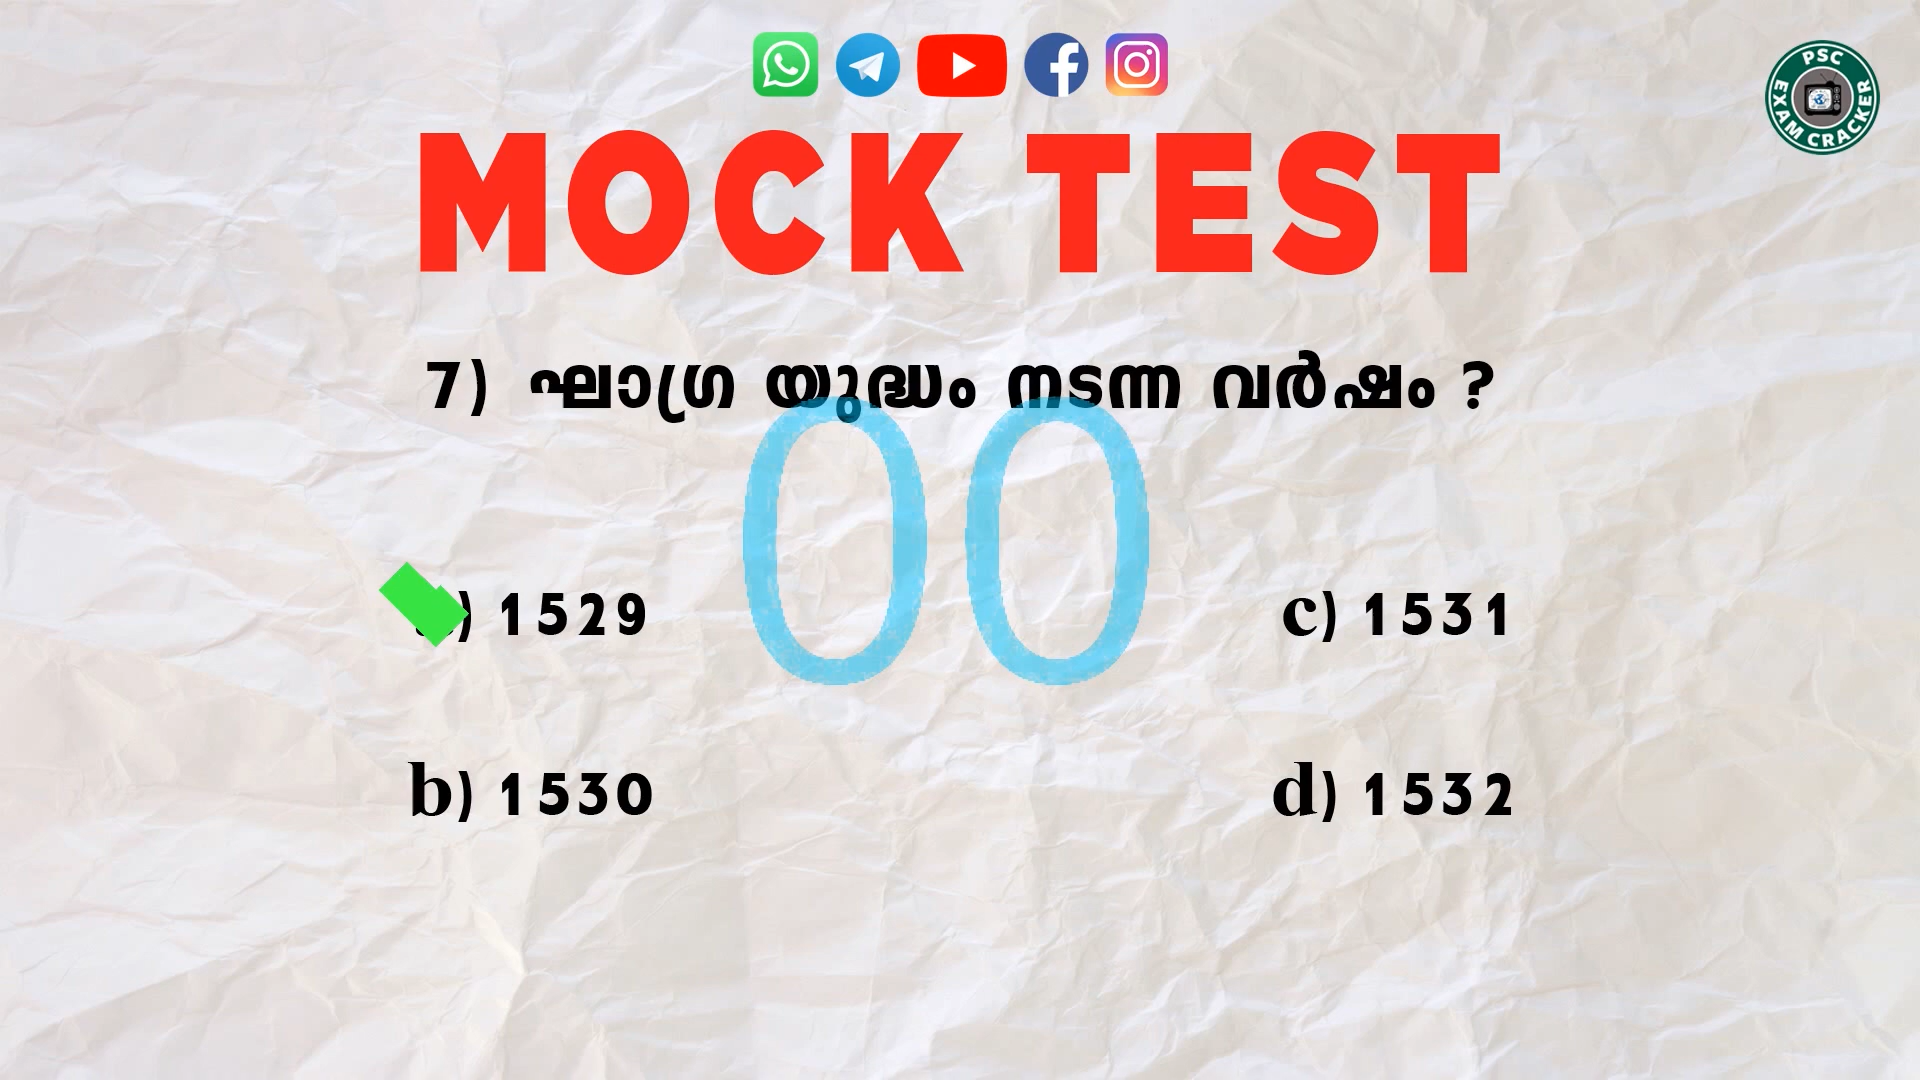 PSC
EXAM CRACKER
MOCK TEST
7) ഘാഗ്ര യുദ്ധം നടന്ന വർഷം ?
00
) 1529
c) 1531
b) 1530
d) 1532